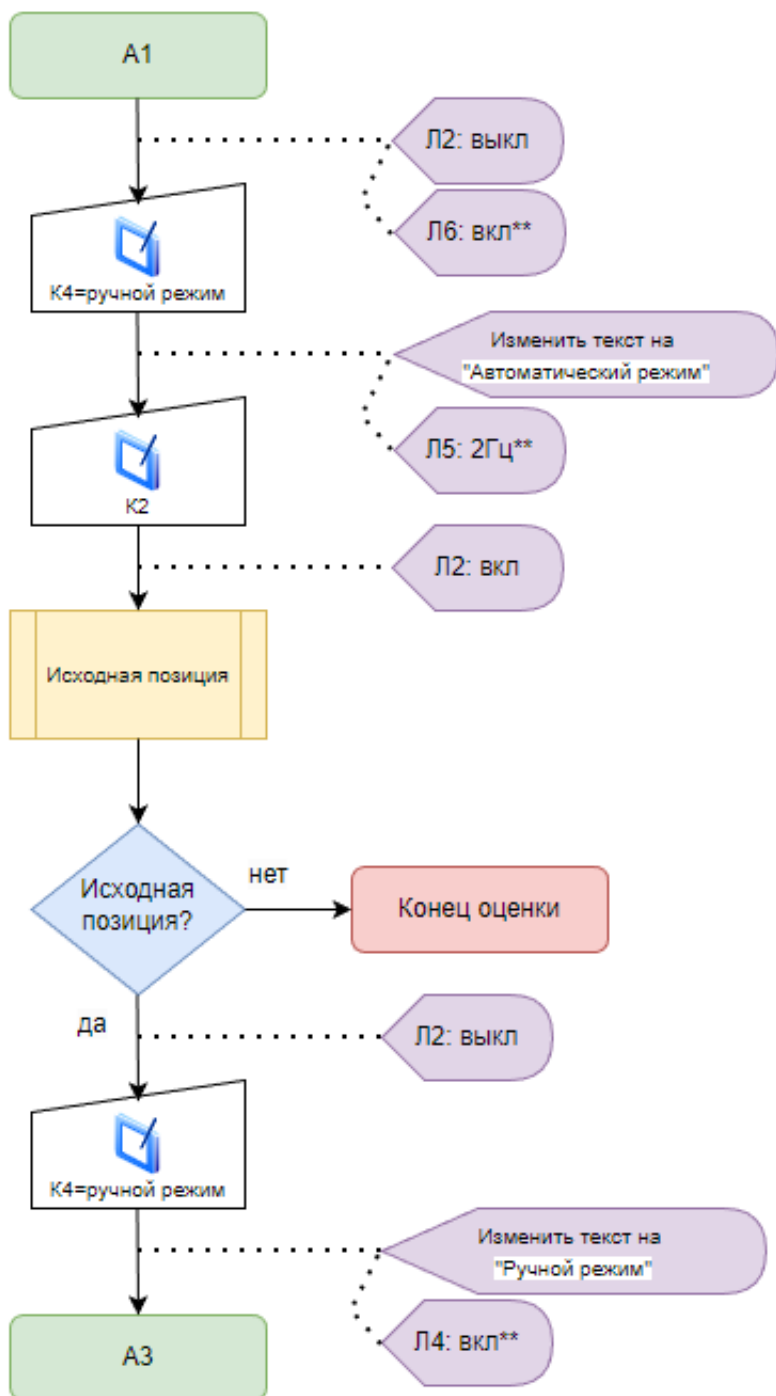 А1
Л2: выкл
Л6: вкл**
К4=ручной режим
Изменить текст на
"Автоматический режим"
Л5: 2Гц**
К2
Л2: вкл
Исходная позиция
Исходная
позиция?
нет
Конец оценки
да
Л2: выкл
К4=ручной режим
Изменить текст на
"Ручной режим"
Л4: вкл**
А3